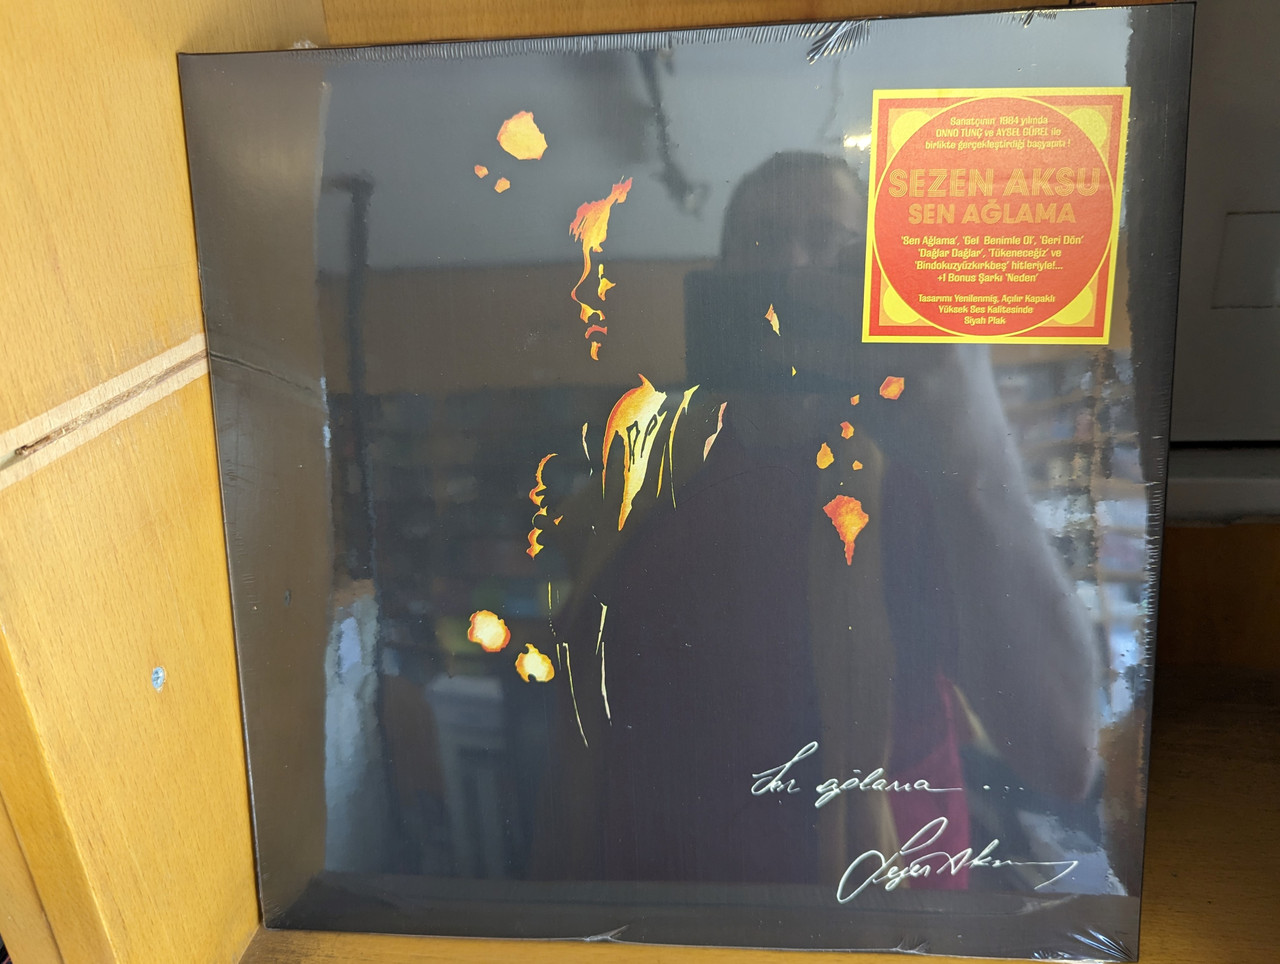 Sanatçının 1984 yılında
ONNO TUNÇ ve AYSEL GÜREL ile
birlikte gerçekleştirdiği başyapıtı!
SEZEN AKSU
SEN AĞLAMA
'Sen Ağlama', 'Gel Benimle Ol', 'Geri Dön'
'Dağlar Dağlar', 'Tükeneceğiz' ve
'Bindokuzyüzkırkbeş' hitleriyle!...
+1 Bonus Şarkı 'Neden'
Tasarımı Yenilenmiş, Açılır Kapaklı
Yüksek Ses Kalitesinde
Siyah Plak
Sen ağlama ...
Sezen Aksu